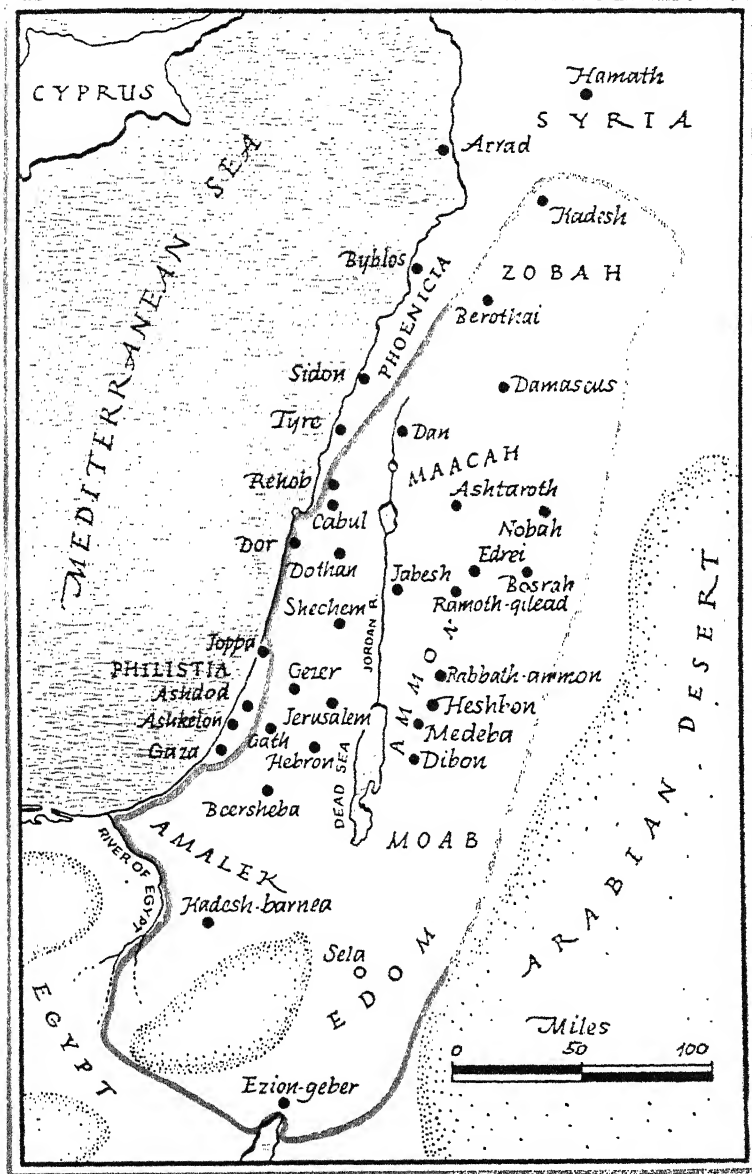 Hamath
CYPRUS
SYRIA
Arrad
MEDITERRANEAN SEA
Kadesh
Byblos
PHOENICIA
ZOBAH
Berothai
Sidon
Damascus
Tyre
Dan
MAACAH
Rehob
Ashtaroth
Cabul
Nobah
Dor
Edrei
Dothan
Jabesh
Bosrah
Ramoth-gilead
Shechem
JORDAN R.
AMMON
Joppa
PHILISTIA
Gezer
Rabbath-ammon
Ashdod
Heshbon
Ashkelon
Jerusalem
Medeba
Gath
Gaza
Hebron
Dibon
DEAD SEA
Beersheba
MOAB
ARABIAN DESERT
AMALEK
RIVER OF EGYPT
Kadesh-barnea
Sela
EDOM
EGYPT
Miles
0 50 100
Ezion-geber